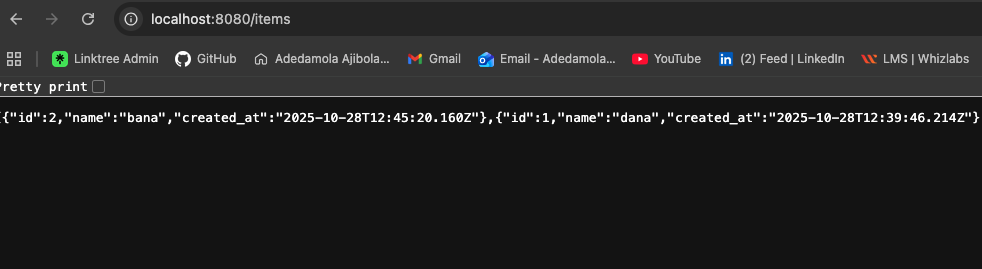 localhost:8080/items
Linktree Admin GitHub Adedamola Ajibola... Gmail Email - Adedamola... YouTube (2) Feed | LinkedIn LMS | Whizlabs
Pretty print
[{"id":2,"name":"bana","created_at":"2025-10-28T12:45:20.160Z"},{"id":1,"name":"dana","created_at":"2025-10-28T12:39:46.214Z"}